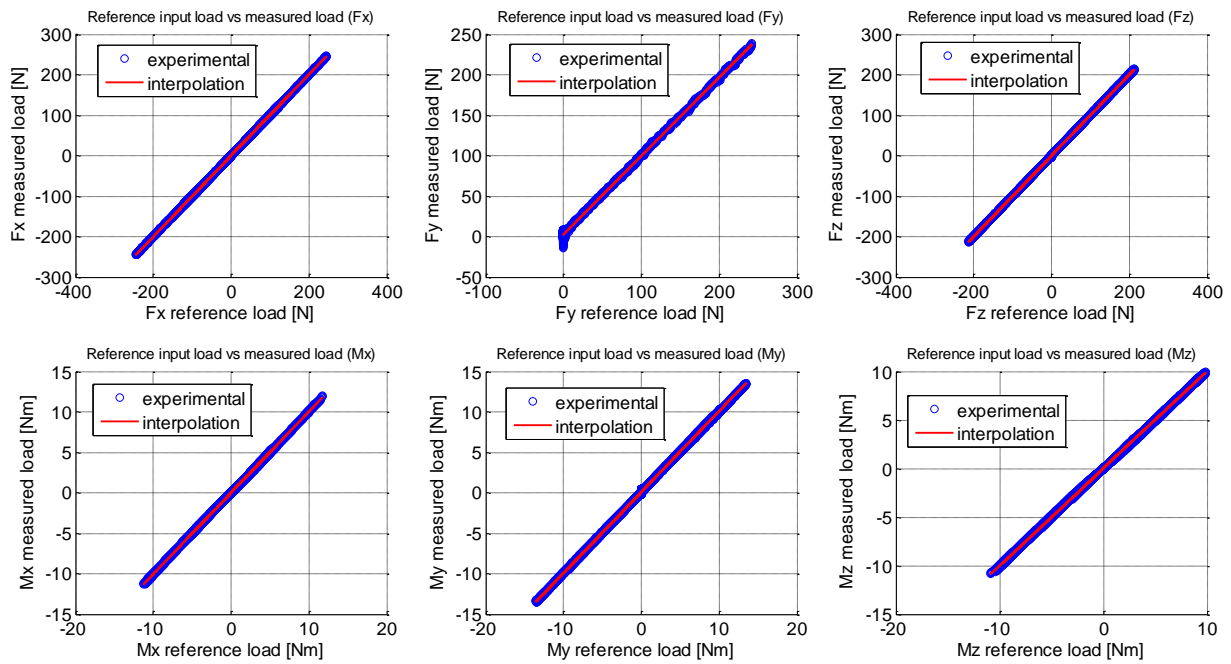 Reference input load vs measured load (Fx)
300
200
100
0
-100
-200
-300
-400
-200
0
200
400
Fx measured load [N]
Fx reference load [N]
experimental
interpolation
Reference input load vs measured load (Fy)
250
200
150
100
50
0
50
-100
0
100
200
300
Fy measured load [N]
Fy reference load [N]
experimental
interpolation
Reference input load vs measured load (Fz)
300
200
100
0
-100
-200
-300
-400
-200
0
200
400
Fz measured load [N]
Fz reference load [N]
experimental
interpolation
Reference input load vs measured load (Mx)
15
10
5
0
-5
-10
-15
-20
-10
0
10
20
Mx measured load [Nm]
Mx reference load [Nm]
experimental
interpolation
Reference input load vs measured load (My)
15
10
5
0
-5
-10
-15
-20
-10
0
10
20
My measured load [Nm]
My reference load [Nm]
experimental
interpolation
Reference input load vs measured load (Mz)
10
5
0
-5
-10
-15
-20
-10
0
10
Mz measured load [Nm]
Mz reference load [Nm]
experimental
interpolation